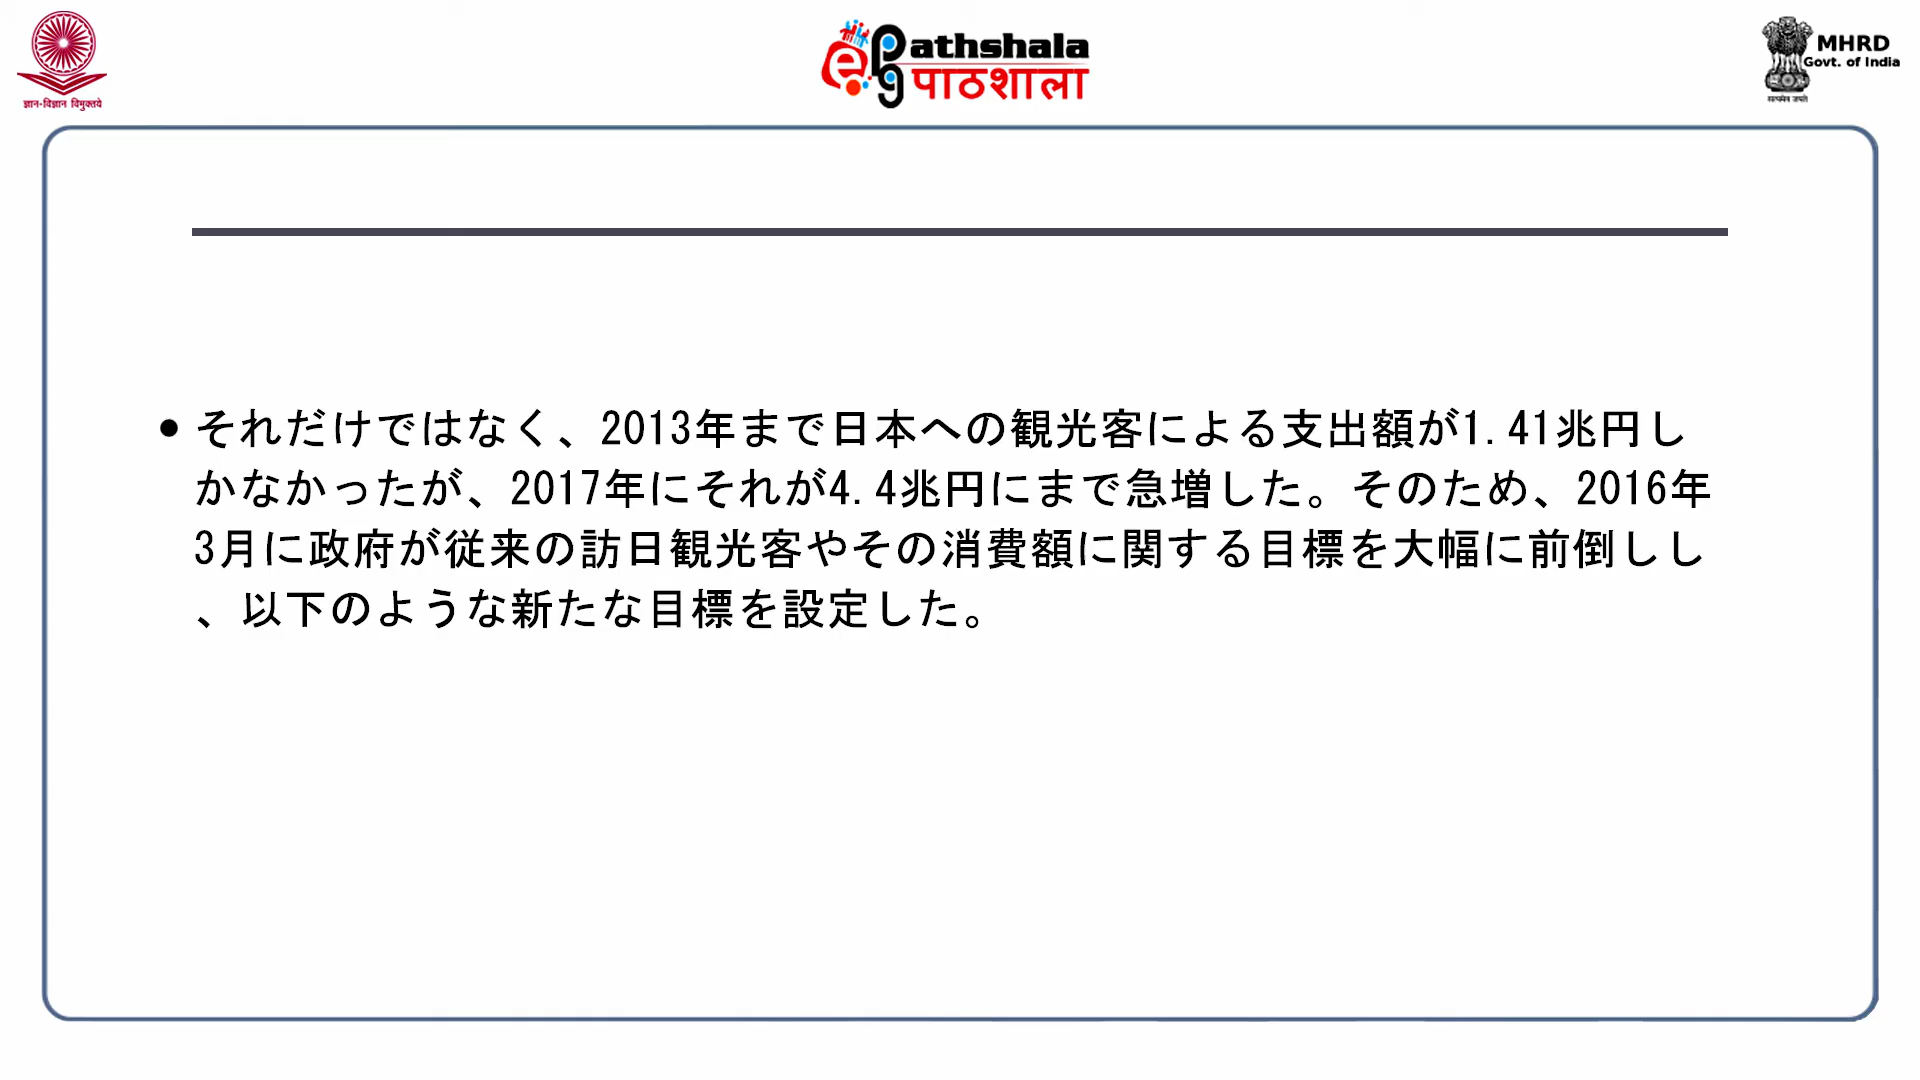 ज्ञान-विज्ञान विमुक्तये
e pg Pathshala
पाठशाला
MHRD
Govt. of India
सत्यमेव जयते
• それだけではなく、2013年まで日本への観光客による支出額が1.41兆円し
かなかったが、2017年にそれが4.4兆円にまで急増した。そのため、2016年
3月に政府が従来の訪日観光客やその消費額に関する目標を大幅に前倒しし
、以下のような新たな目標を設定した。